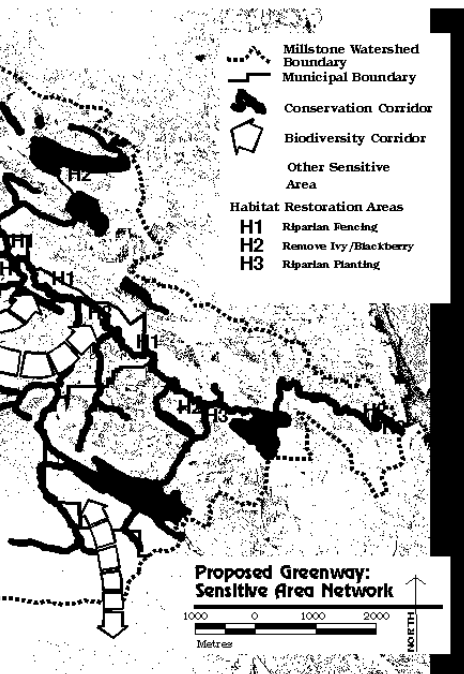 Millstone Watershed
Boundary
Municipal Boundary
Conservation Corridor
Biodiversity Corridor
Other Sensitive
Area
Habitat Restoration Areas
H1 Riparian Fencing
H2 Remove Ivy/Blackberry
H3 Riparian Planting
H2
H1
H1
H1
H2
H3
Proposed Greenway:
Sensitive Area Network
1000 0 1000 2000
Metres
NORTH